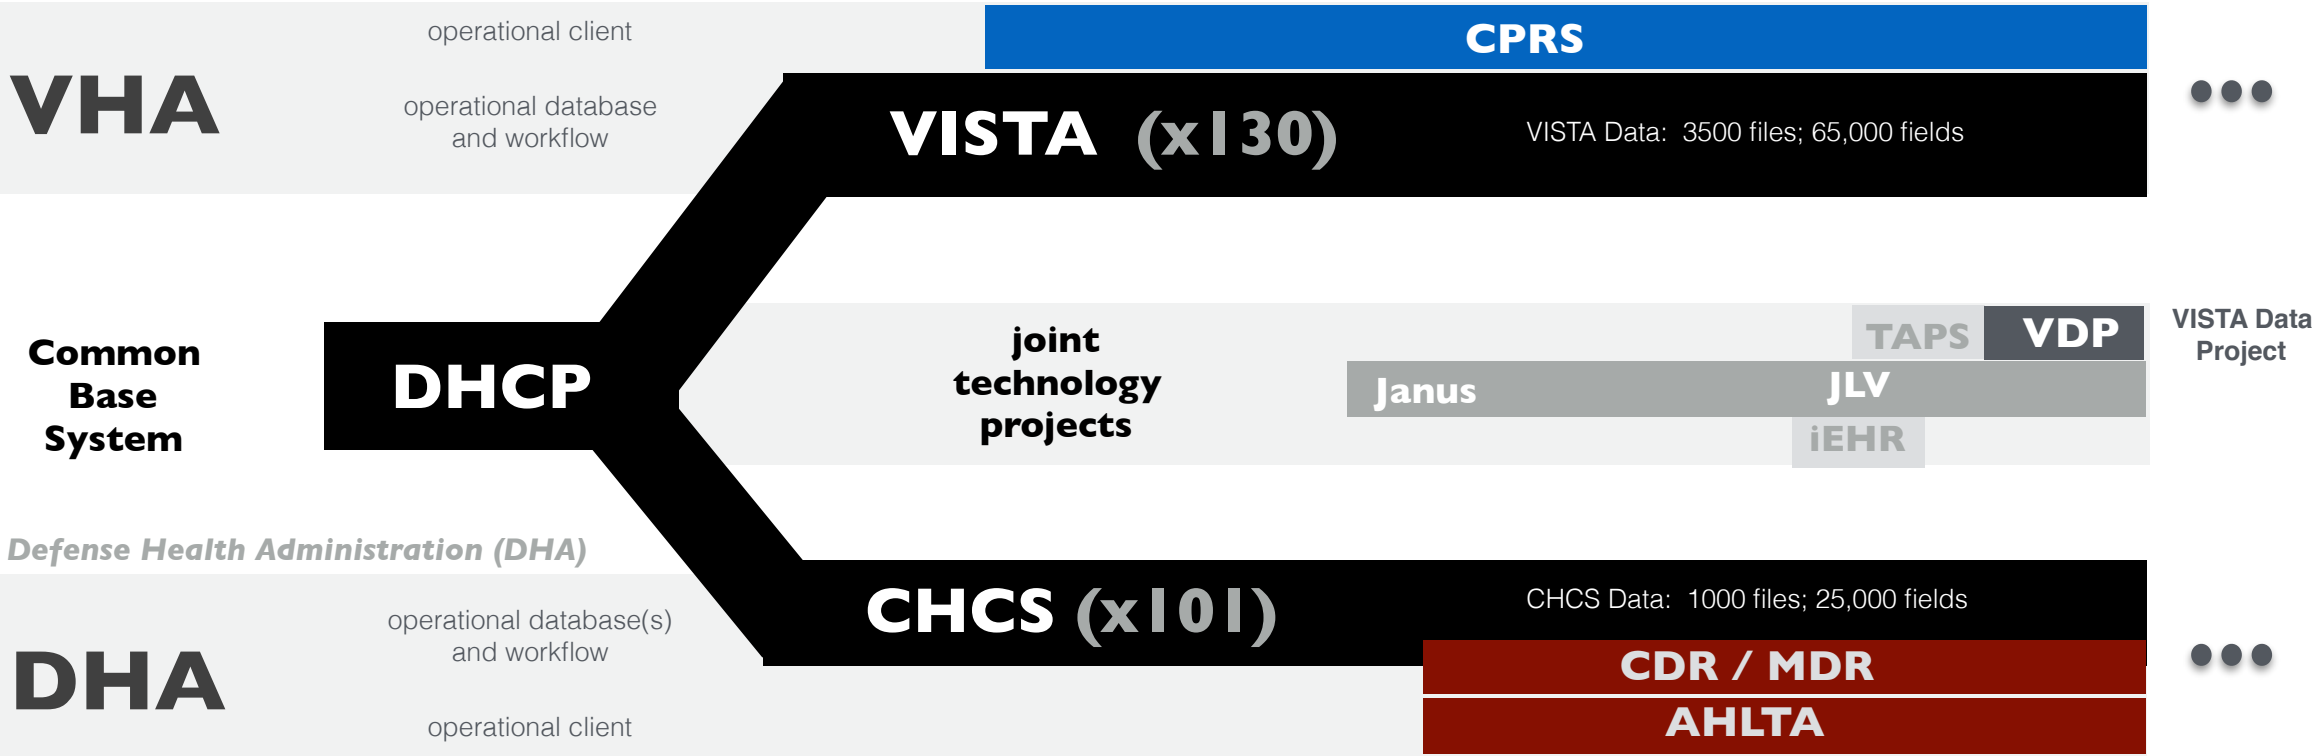 operational client
CPRS
VHA
operational database
and workflow
VISTA (x130)
VISTA Data: 3500 files; 65,000 fields
Common
Base
System
DHCP
joint
technology
projects
TAPS
VDP
VISTA Data
Project
Janus
JLV
iEHR
Defense Health Administration (DHA)
DHA
operational database(s)
and workflow
CHCS (x101)
CHCS Data: 1000 files; 25,000 fields
CDR / MDR
operational client
AHLTA